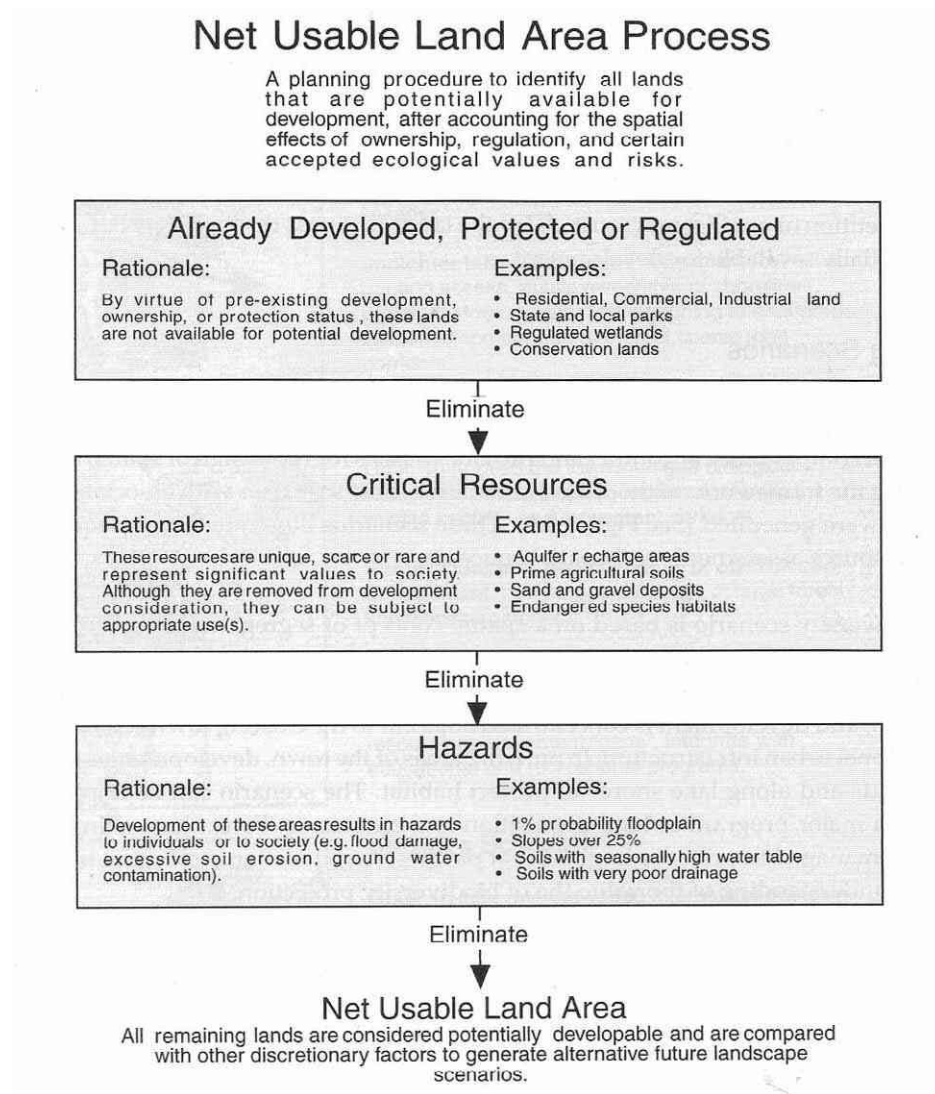 Net Usable Land Area Process
A planning procedure to identify all lands
that are potentially available for
development, after accounting for the spatial
effects of ownership, regulation, and certain
accepted ecological values and risks.
Already Developed, Protected or Regulated
Rationale:
By virtue of pre-existing development,
ownership, or protection status , these lands
are not available for potential development.
Examples:
• Residential, Commercial, Industrial land
• State and local parks
• Regulated wetlands
• Conservation lands
Eliminate
Critical Resources
Rationale:
These resources are unique, scarce or rare and
represent significant values to society.
Although they are removed from development
consideration, they can be subject to
appropriate use(s).
Examples:
• Aquifer r echarge areas
• Prime agricultural soils
• Sand and gravel deposits
• Endangered species habitats
Eliminate
Hazards
Rationale:
Development of these areas results in hazards
to individuals or to society (e.g. flood damage,
excessive soil erosion, ground water
contamination).
Examples:
• 1% probability floodplain
• Slopes over 25%
• Soils with seasonally high water table
• Soils with very poor drainage
Eliminate
Net Usable Land Area
All remaining lands are considered potentially developable and are compared
with other discretionary factors to generate alternative future landscape
scenarios.